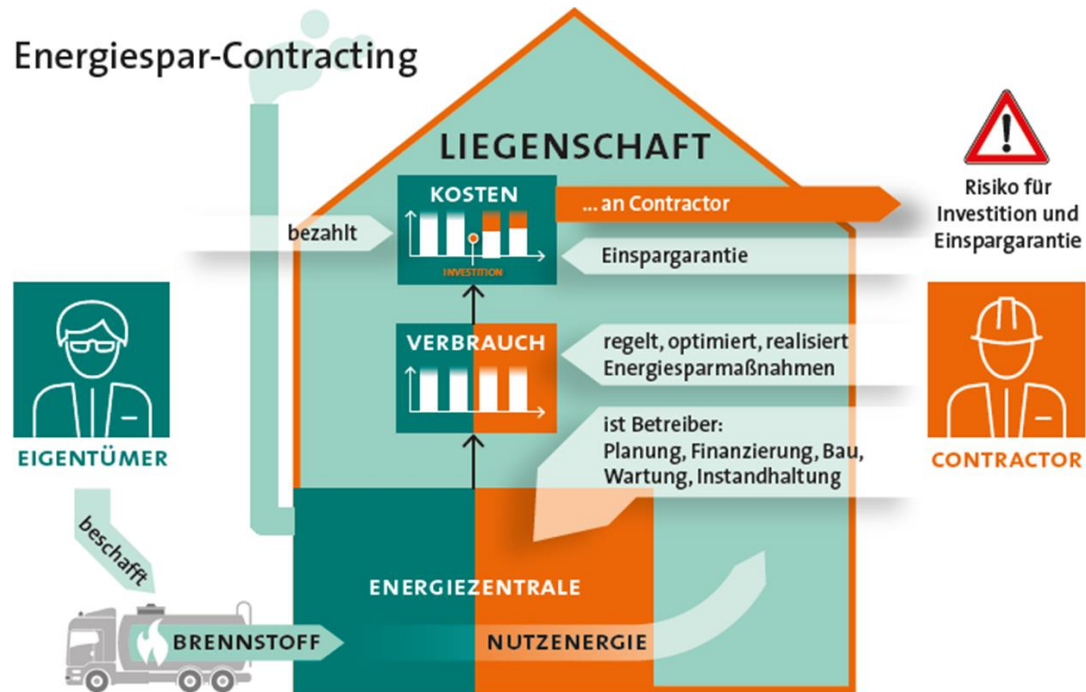 Energiespar-Contracting
LIEGENSCHAFT
KOSTEN
... an Contractor
Risiko für
Investition und
Einspargarantie
bezahlt
Einspargarantie
INVESTITION
VERBRAUCH
regelt, optimiert, realisiert
Energiesparmaßnahmen
ist Betreiber:
Planung, Finanzierung, Bau,
Wartung, Instandhaltung
EIGENTÜMER
CONTRACTOR
beschafft
ENERGIEZENTRALE
BRENNSTOFF
NUTZENERGIE